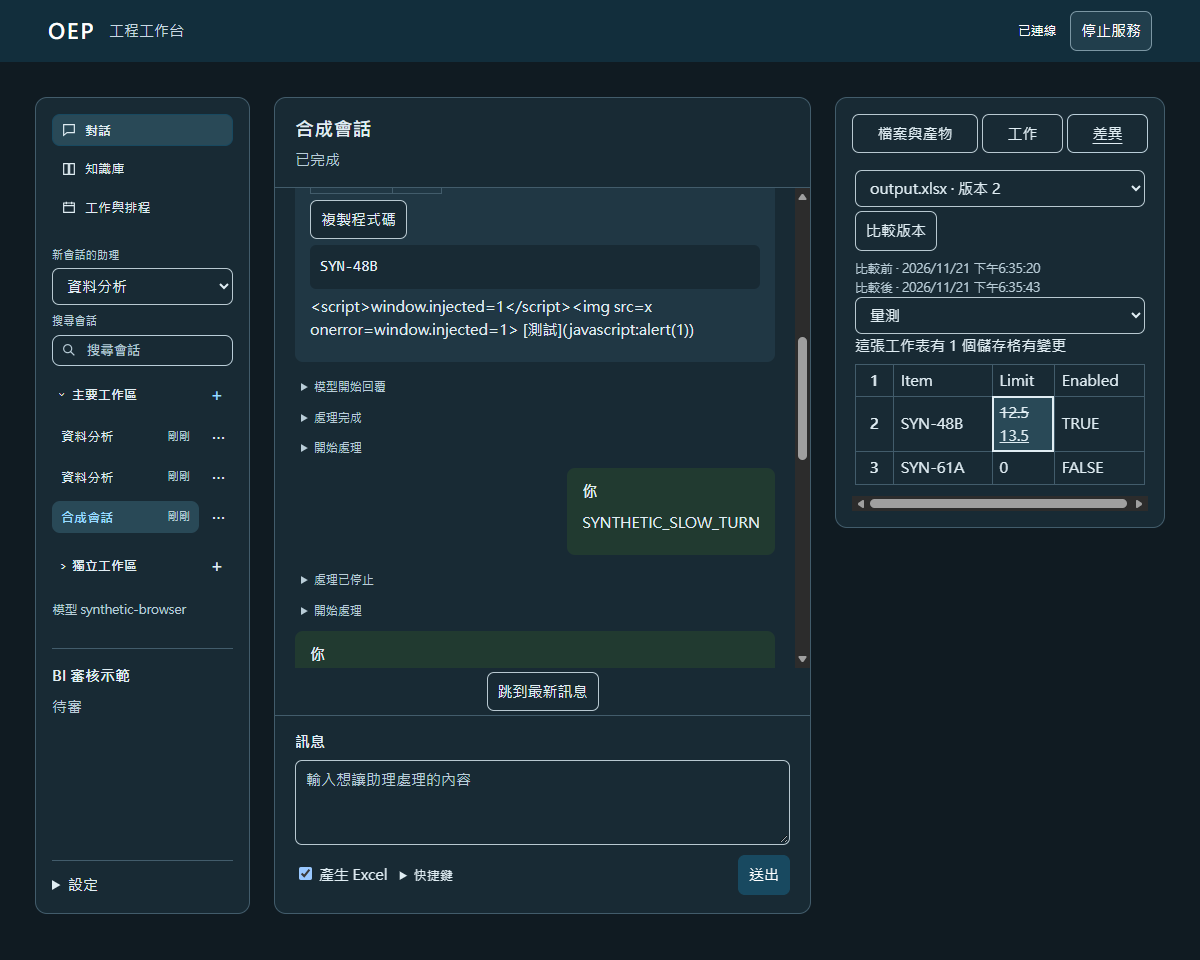 OEP 工程工作台
已連線
停止服務
對話
知識庫
工作與排程
新會話的助理
資料分析
搜尋會話
搜尋會話
主要工作區 +
資料分析 剛剛 ...
資料分析 剛剛 ...
合成會話 剛剛 ...
獨立工作區 +
模型 synthetic-browser
BI 審核示範
待審
設定
合成會話
已完成
複製程式碼
SYN-48B
<script>window.injected=1</script><img src=x
onerror=window.injected=1> [測試](javascript:alert(1))
模型開始回覆
處理完成
開始處理
你
SYNTHETIC_SLOW_TURN
處理已停止
開始處理
你
跳到最新訊息
訊息
輸入想讓助理處理的內容
產生 Excel
快捷鍵
送出
檔案與產物
工作
差異
output.xlsx · 版本 2
比較版本
比較前 · 2026/11/21 下午6:35:20
比較後 · 2026/11/21 下午6:35:43
量測
這張工作表有 1 個儲存格有變更
1 Item Limit Enabled
2 SYN-48B 12.5 13.5 TRUE
3 SYN-61A 0 FALSE